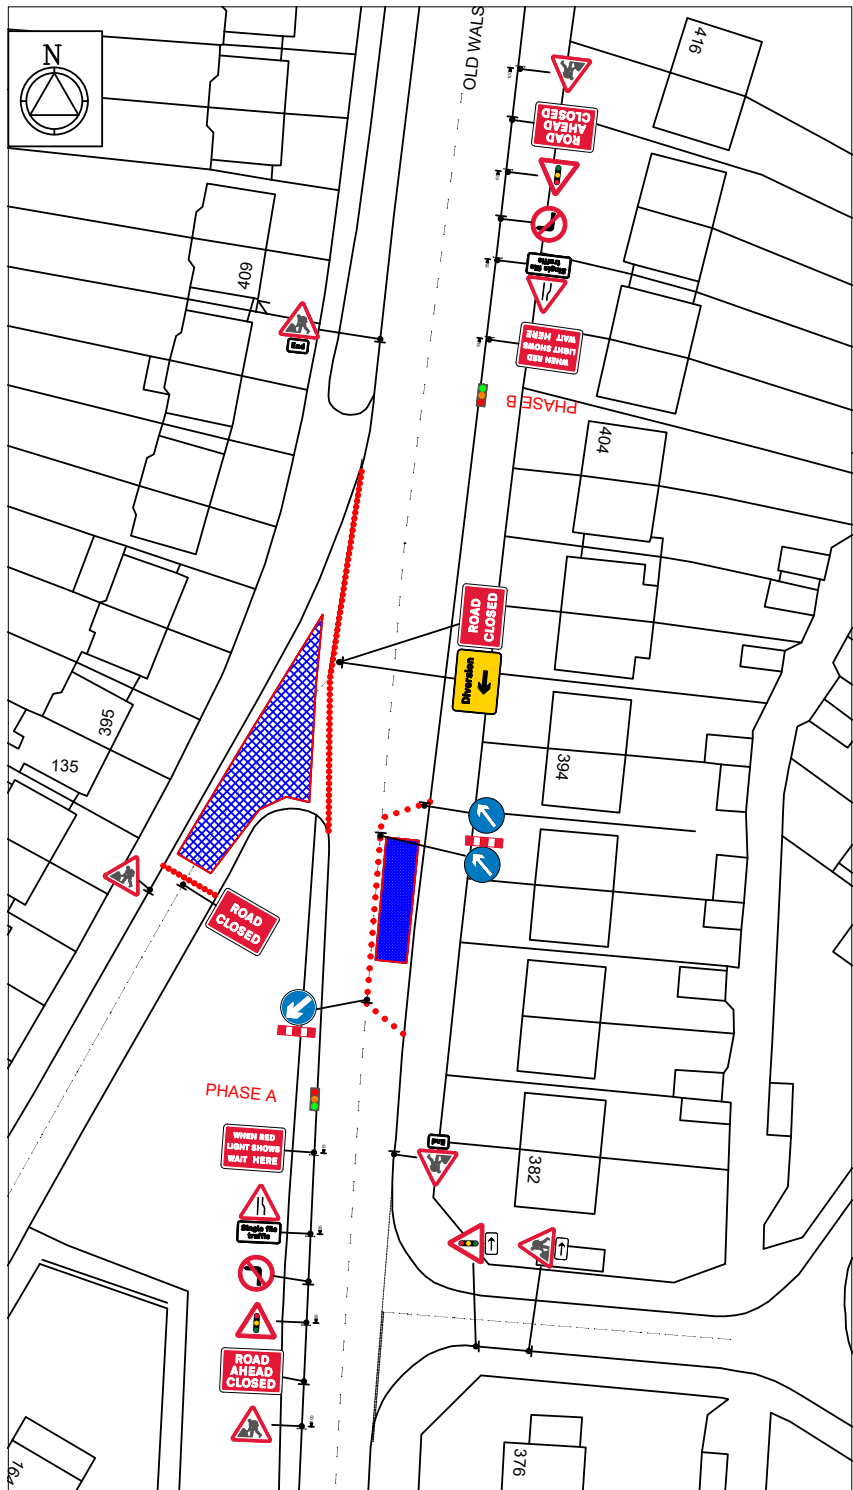 N
OLD WALS
416
ROAD
AHEAD
CLOSED
Single file
traffic
409
End
WHEN RED
LIGHT SHOWS
WAIT HERE
PHASE B
404
ROAD
CLOSED
Diversion
395
135
394
ROAD
CLOSED
PHASE A
WHEN RED
LIGHT SHOWS
WAIT HERE
End
382
Single file
traffic
ROAD
AHEAD
CLOSED
376